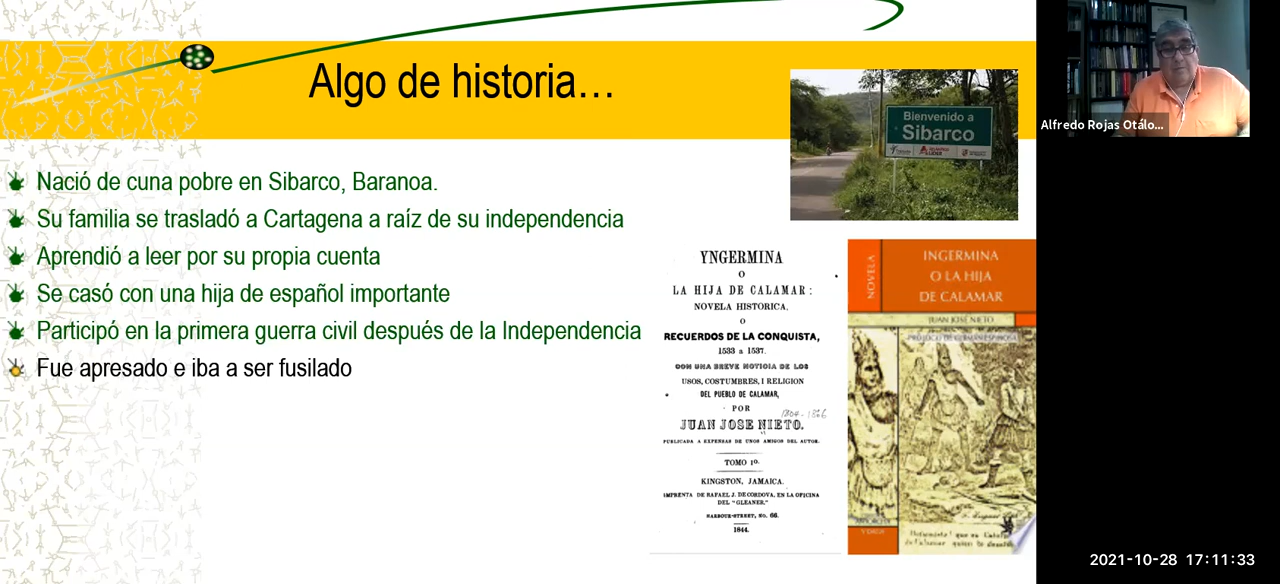 Algo de historia…
Bienvenido a
Sibarco
Nació de cuna pobre en Sibarco, Baranoa.
Su familia se trasladó a Cartagena a raíz de su independencia
Aprendió a leer por su propia cuenta
Se casó con una hija de español importante
Participó en la primera guerra civil después de la Independencia
Fue apresado e iba a ser fusilado
YNGERMINA
O
LA HIJA DE CALAMAR:
NOVELA HISTORICA,
O
RECUERDOS DE LA CONQUISTA,
1533 a 1537.
CON UNA BREVE NOTICIA DE LOS
USOS, COSTUMBRES, I RELIGION
DEL PUEBLO DE CALAMAR,
POR
JUAN JOSE NIETO.
PUBLICADA A EXPENSAS DE UNOS AMIGOS DEL AUTOR.
TOMO 1º.
KINGSTON, JAMAICA.
IMPRENTA DE RAFAEL J. DE CORDOVA, EN LA OFICINA
DEL "GLEANER,"
HARBOUR-STREET, NO. 66.
1844.
NOVELA
INGERMINA
O LA HIJA
DE CALAMAR
JUAN JOSÉ NIETO
PRÓLOGO DE GERMÁN ESPINOSA
Alfredo Rojas Otálo...
2021-10-28 17:11:33